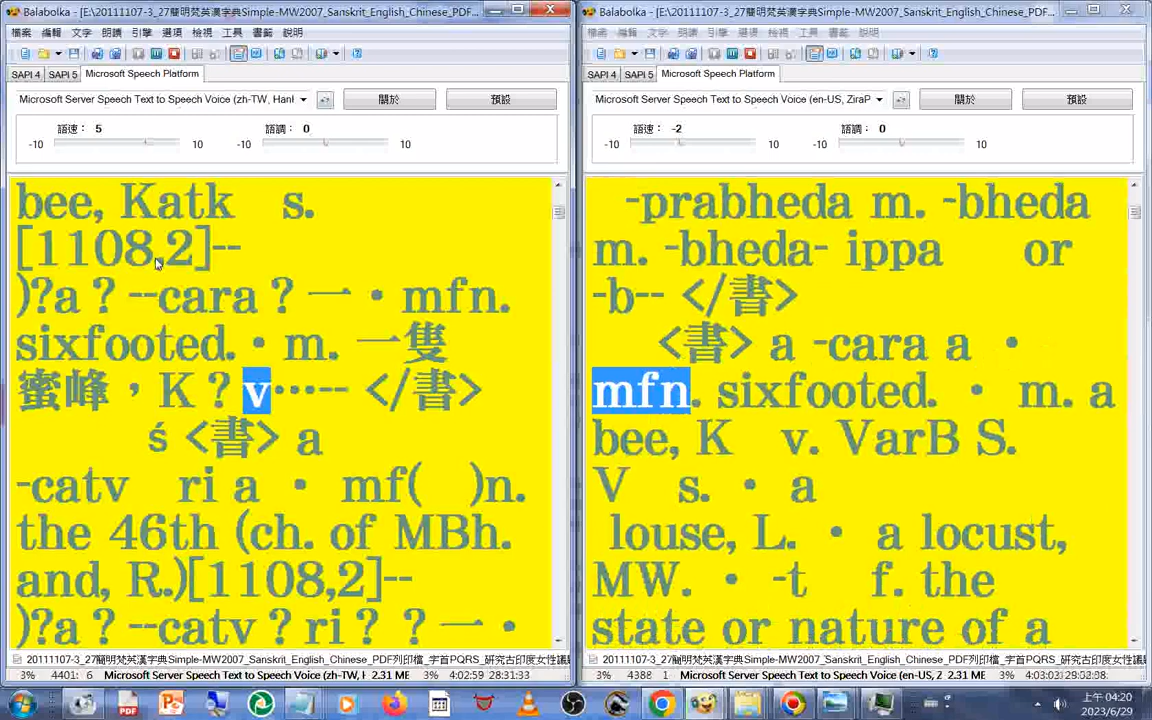 Balabolka - [E:\20111107-3_27簡明梵英漢字典Simple-MW2007_Sanskrit_English_Chinese_PDF...
檔案 編輯 文字 朗讀 引擎 選項 檢視 工具 書籤 說明
SAPI 4 SAPI 5 Microsoft Speech Platform
Microsoft Server Speech Text to Speech Voice (zh-TW, Hanl
關於 預設
語速： 5 語調： 0
-10 10 -10 10
bee, Katk s.
[1108,2]--
)?a ? --cara ? 一 • mfn.
sixfooted. • m. 一隻
蜜峰，K ? v…-- </書>
ś <書> a
-catv ri a • mf( )n.
the 46th (ch. of MBh.
and, R.)[1108,2]--
)?a ? --catv ? ri ? ? 一 •
20111107-3_27簡明梵英漢字典Simple-MW2007_Sanskrit_English_Chinese_PDF列印檔_字首PQRS_研究古印度女性議
3% 4401: 6 Microsoft Server Speech Text to Speech Voice (zh-TW, H 2.31 ME 3% 4:02:59 28:31:33
Balabolka - [E:\20111107-3_27簡明梵英漢字典Simple-MW2007_Sanskrit_English_Chinese_PDF...
檔案 編輯 文字 朗讀 引擎 選項 檢視 工具 書籤 說明
SAPI 4 SAPI 5 Microsoft Speech Platform
Microsoft Server Speech Text to Speech Voice (en-US, ZiraP
關於 預設
語速： -2 語調： 0
-10 10 -10 10
-prabheda m. -bheda
m. -bheda- ippa or
-b-- </書>
<書> a -cara a •
mfn. sixfooted. • m. a
bee, K v. VarB S.
V s. • a
louse, L. • a locust,
MW. • -t f. the
state or nature of a
20111107-3_27簡明梵英漢字典Simple-MW2007_Sanskrit_English_Chinese_PDF列印檔_字首PQRS_研究古印度女性議
3% 4388 1 Microsoft Server Speech Text to Speech Voice (en-US, Z 2.31 ME 3%
上午 04:20
2023/6/29